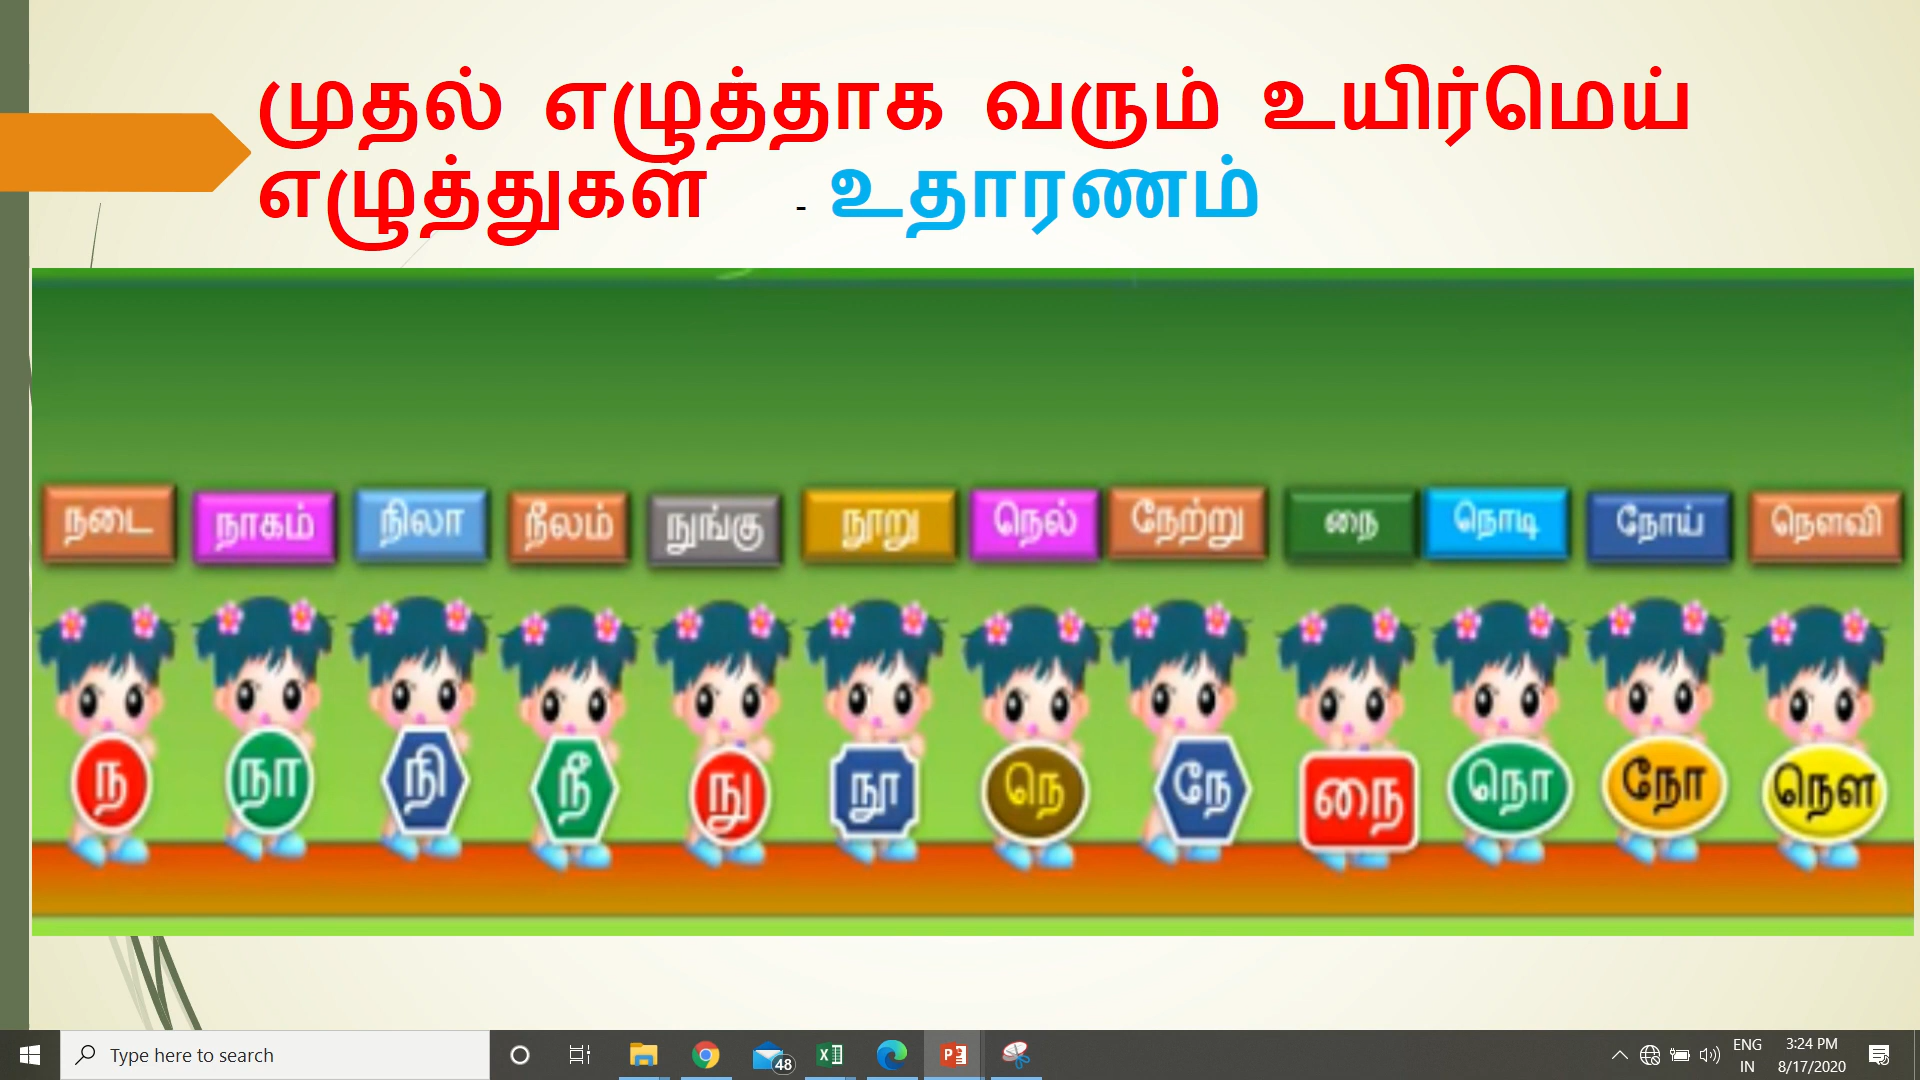 முதல் எழுத்தாக வரும் உயிர்மெய்
எழுத்துகள் - உதாரணம்
நடை நாகம் நிலா நீலம் நுங்கு நூறு நெல் நேற்று நை நொடி நோய் நௌவி
ந நா நி நீ நு நூ நெ நே நை நொ நோ நௌ
Type here to search
48
ENG
IN
3:24 PM
8/17/2020